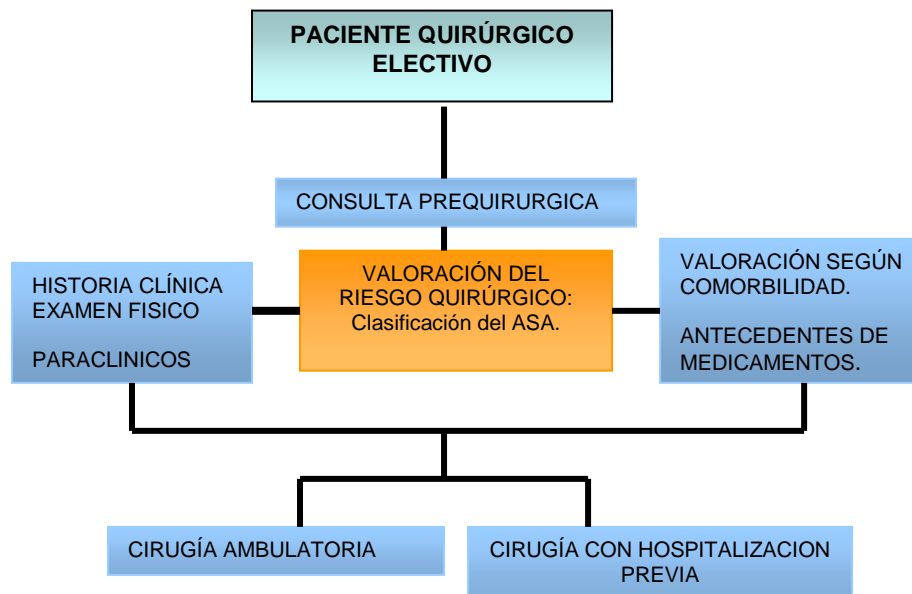 PACIENTE QUIRÚRGICO
ELECTIVO
CONSULTA PREQUIRURGICA
HISTORIA CLÍNICA
EXAMEN FISICO
PARACLINICOS
VALORACIÓN DEL
RIESGO QUIRÚRGICO:
Clasificación del ASA.
VALORACIÓN SEGÚN
COMORBILIDAD.
ANTECEDENTES DE
MEDICAMENTOS.
CIRUGÍA AMBULATORIA
CIRUGÍA CON HOSPITALIZACION
PREVIA